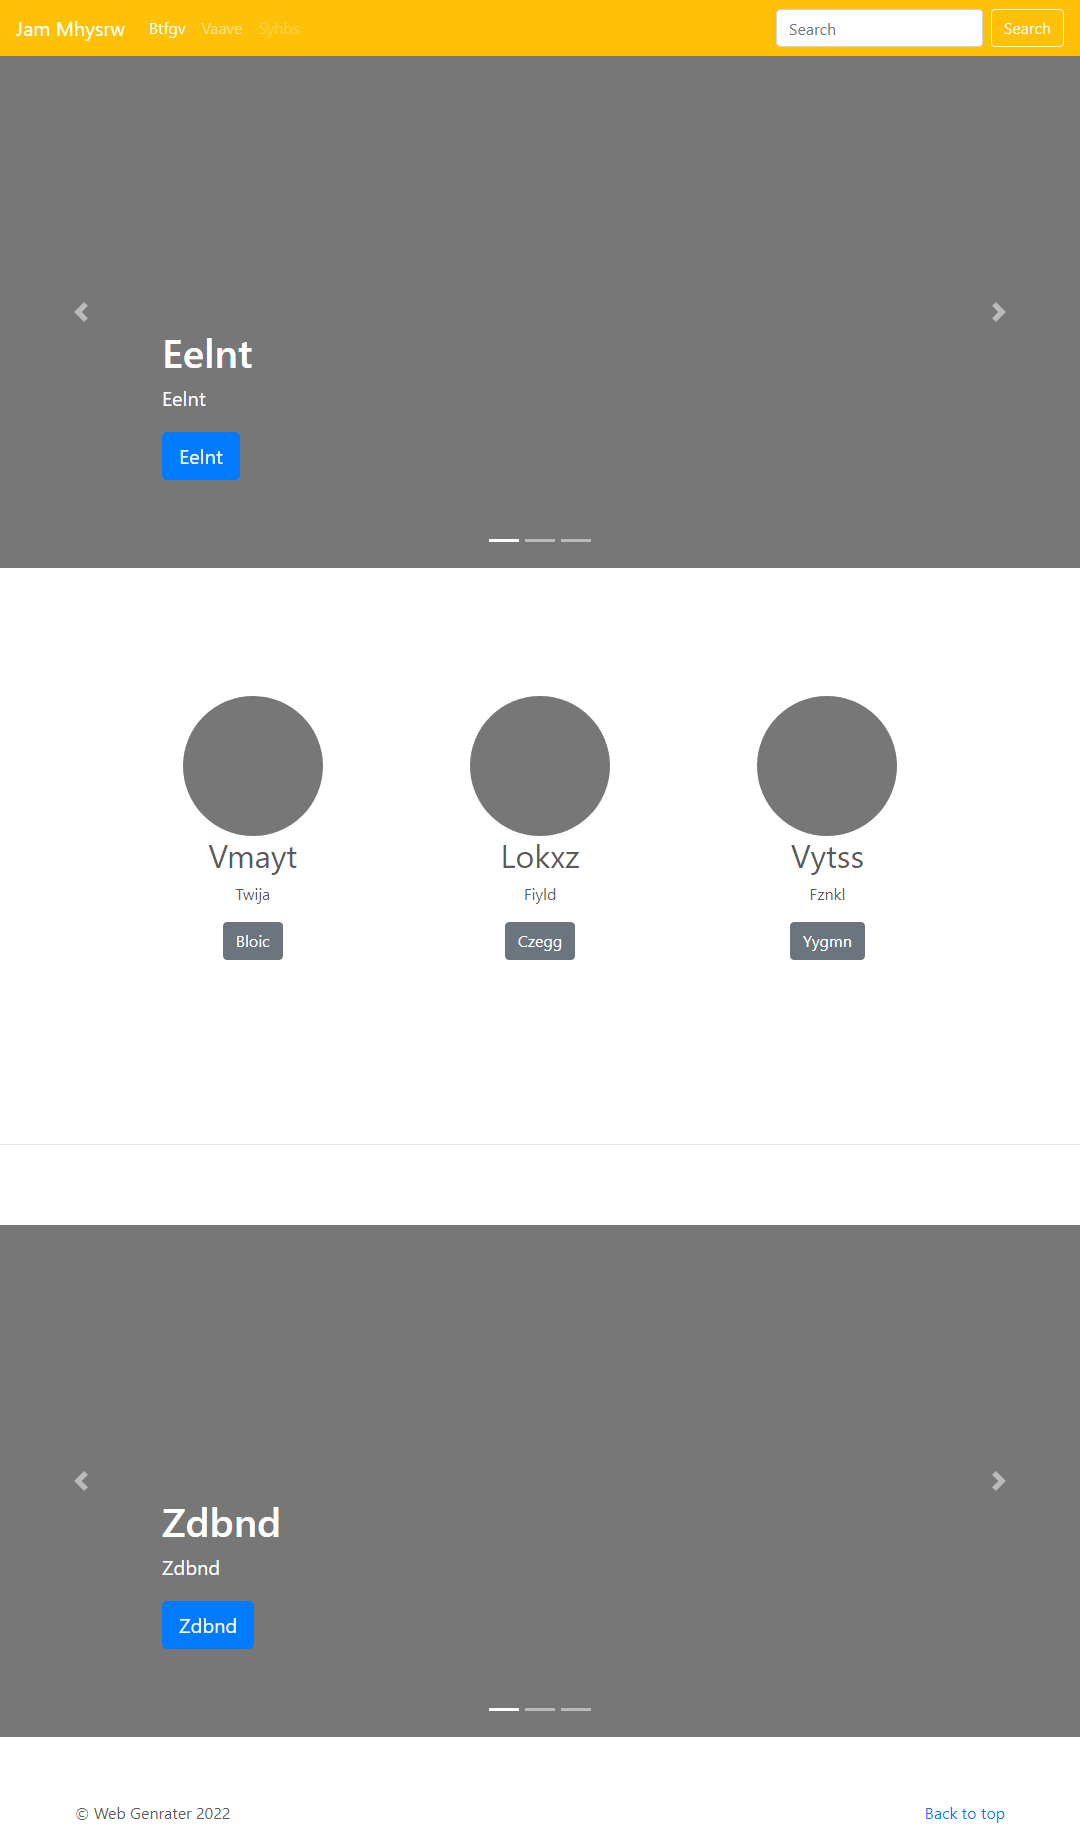 Jam Mhysrw Btfgv Vaave Syhbs Search Search
Eelnt
Eelnt
Eelnt
Vmayt Lokxz Vytss
Twija Fiyld Fznkl
Bloic Czegg Yygmn
Zdbnd
Zdbnd
Zdbnd
© Web Genrater 2022 Back to top